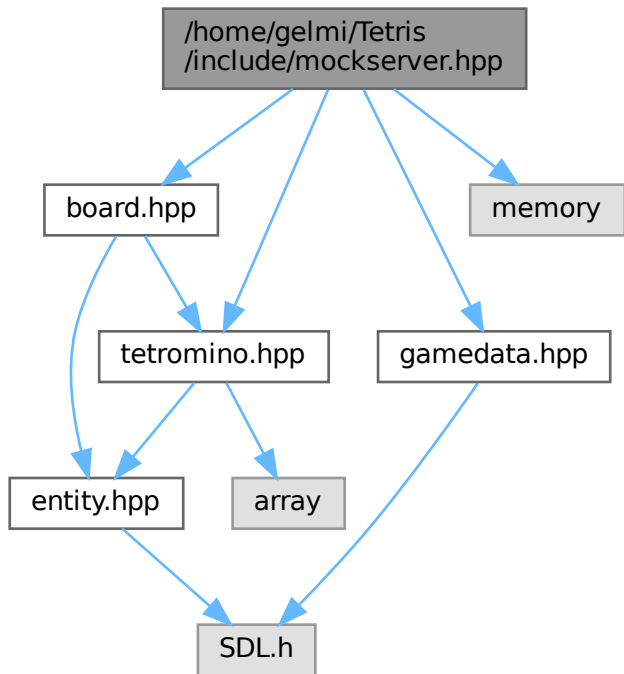 /home/gelmi/Tetris
/include/mockserver.hpp
board.hpp
memory
tetromino.hpp
gamedata.hpp
entity.hpp
array
SDL.h